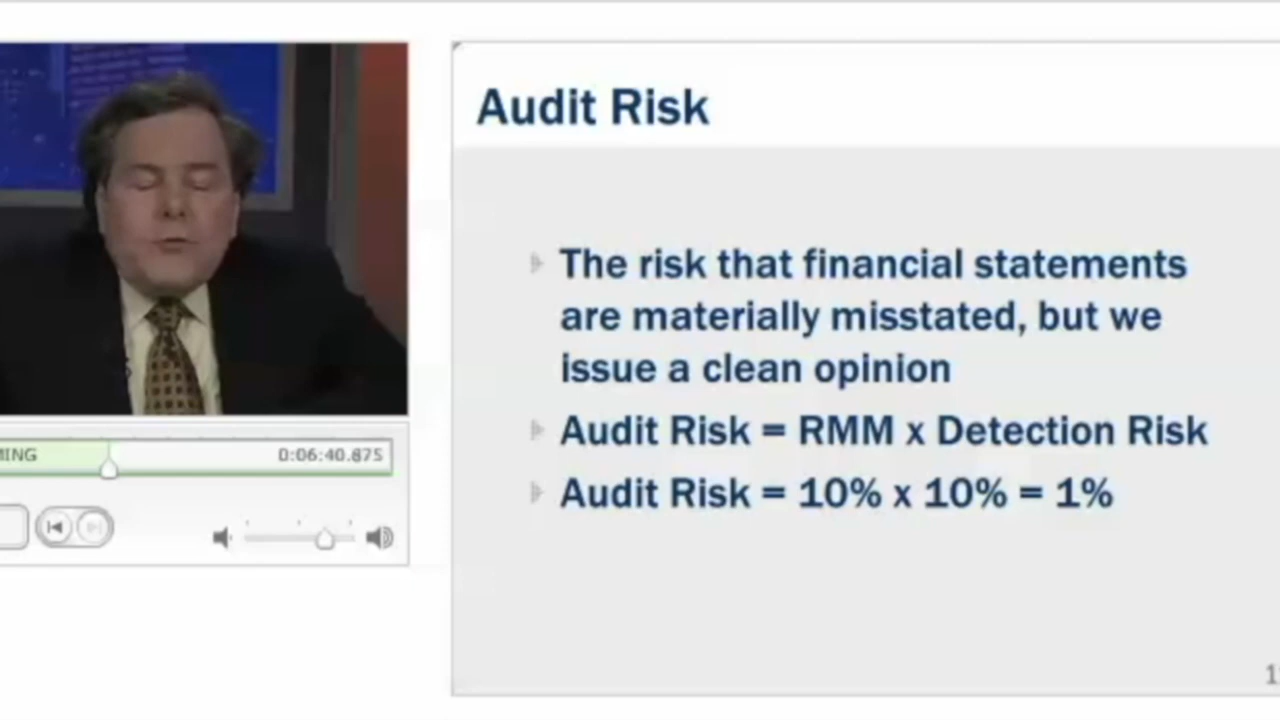 Audit Risk
The risk that financial statements
are materially misstated, but we
issue a clean opinion
Audit Risk = RMM x Detection Risk
Audit Risk = 10% x 10% = 1%
0:06:40.875